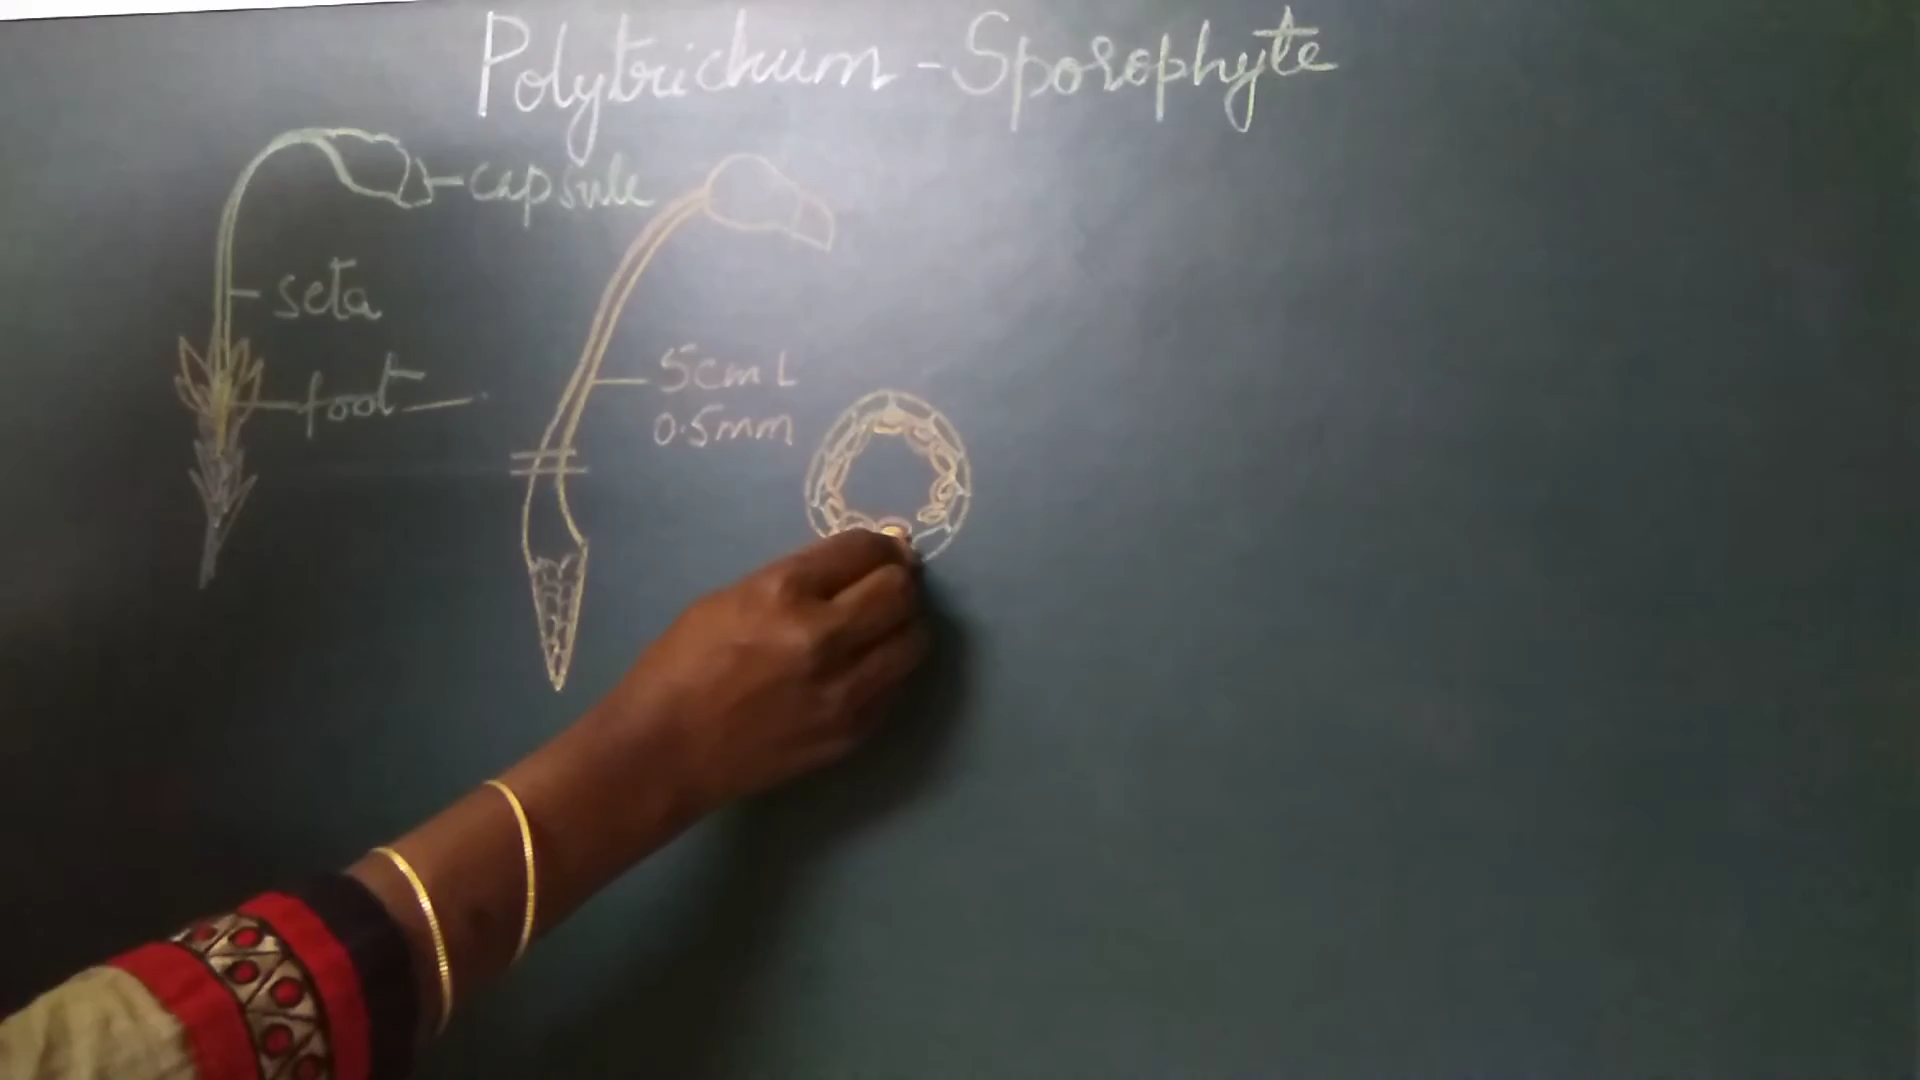 Polytrichum - Sporophyte
capsule
seta
foot
5cm L
0.5mm